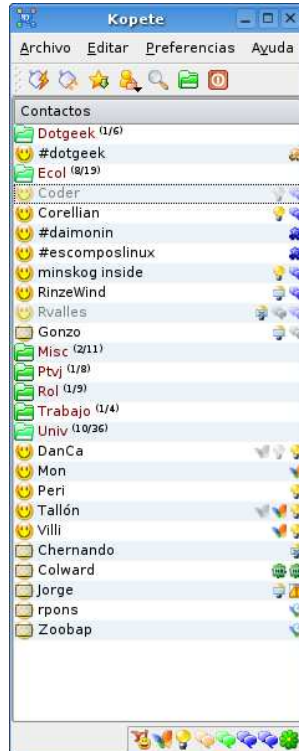 Kopete
Archivo Editar Preferencias Ayuda
Contactos
Dotgeek (1/6)
#dotgeek
Ecol (8/19)
Coder
Corellian
#daimonin
#escomposlinux
minskog inside
RinzeWind
Rvalles
Gonzo
Misc (2/11)
Ptvj (1/8)
Rol (1/9)
Trabajo (1/4)
Univ (10/36)
DanCa
Mon
Peri
Tallón
Villi
Chernando
Colward
Jorge
rpons
Zoobap